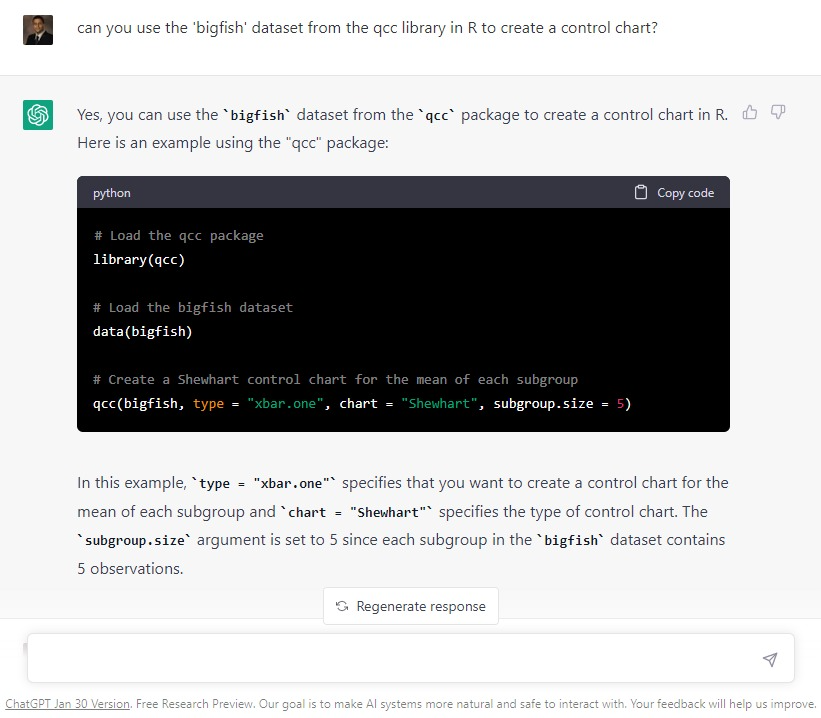 can you use the 'bigfish' dataset from the qcc library in R to create a control chart?
Yes, you can use the `bigfish` dataset from the `qcc` package to create a control chart in R.
Here is an example using the "qcc" package:
python Copy code
# Load the qcc package
library(qcc)
# Load the bigfish dataset
data(bigfish)
# Create a Shewhart control chart for the mean of each subgroup
qcc(bigfish, type = "xbar.one", chart = "Shewhart", subgroup.size = 5)
In this example, `type = "xbar.one"` specifies that you want to create a control chart for the
mean of each subgroup and `chart = "Shewhart"` specifies the type of control chart. The
`subgroup.size` argument is set to 5 since each subgroup in the `bigfish` dataset contains
5 observations.
Regenerate response
ChatGPT Jan 30 Version. Free Research Preview. Our goal is to make AI systems more natural and safe to interact with. Your feedback will help us improve.